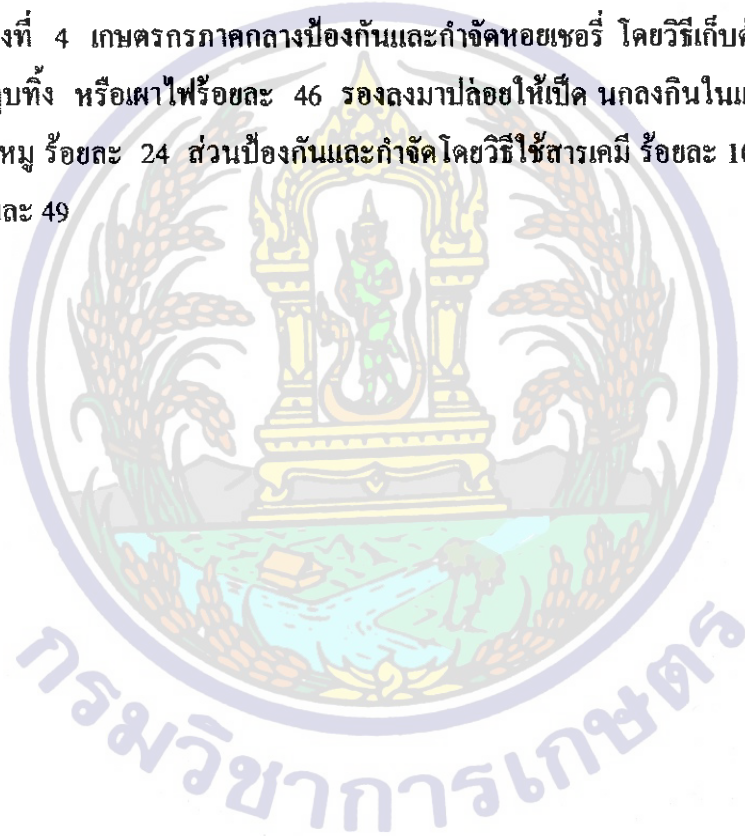 งที่ 4 เกษตรกรภาคกลางป้องกันและกำจัดหอยเชอรี่ โดยวิธีเก็บตั
ุบทิ้ง หรือเผาไฟร้อยละ 46 รองลงมาปล่อยให้เป็ด นกลงกินในแ
หมู ร้อยละ 24 ส่วนป้องกันและกำจัดโดยวิธีใช้สารเคมี ร้อยละ 16
ละ 49
กรมวิชาการเกษตร